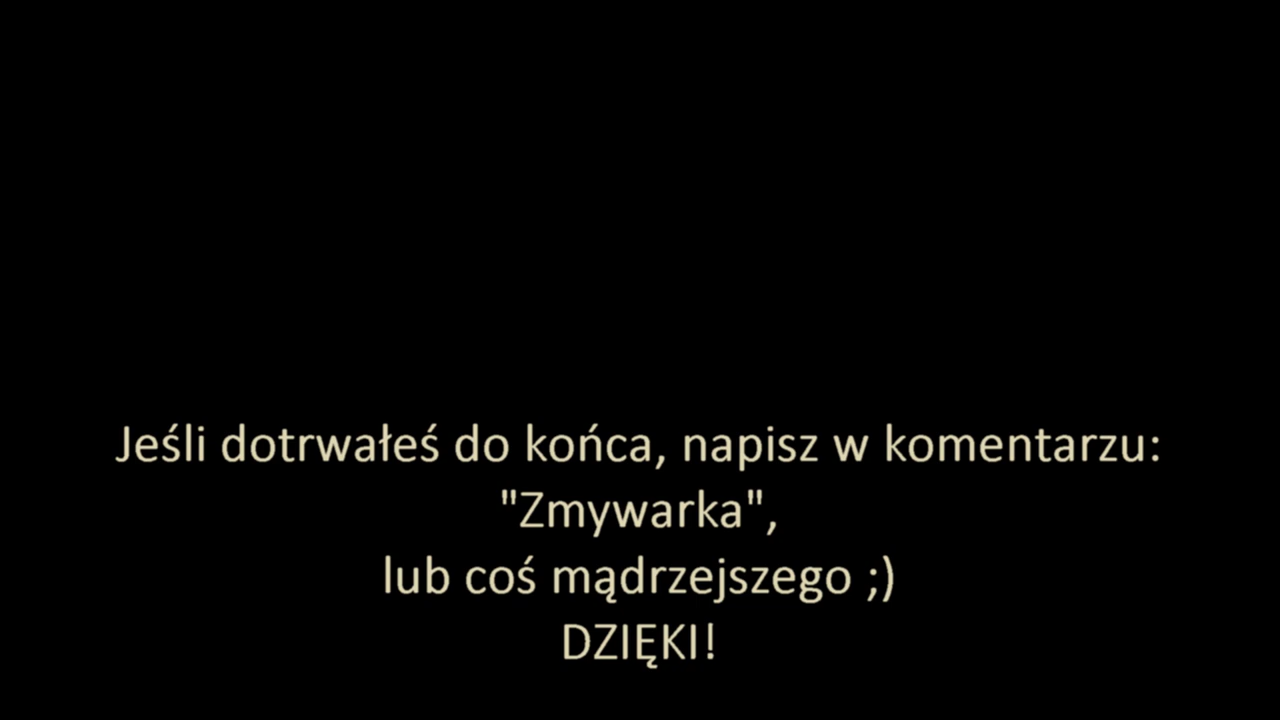 Jeśli dotrwałeś do końca, napisz w komentarzu:
"Zmywarka",
lub coś mądrzejszego ;)
DZIĘKI!